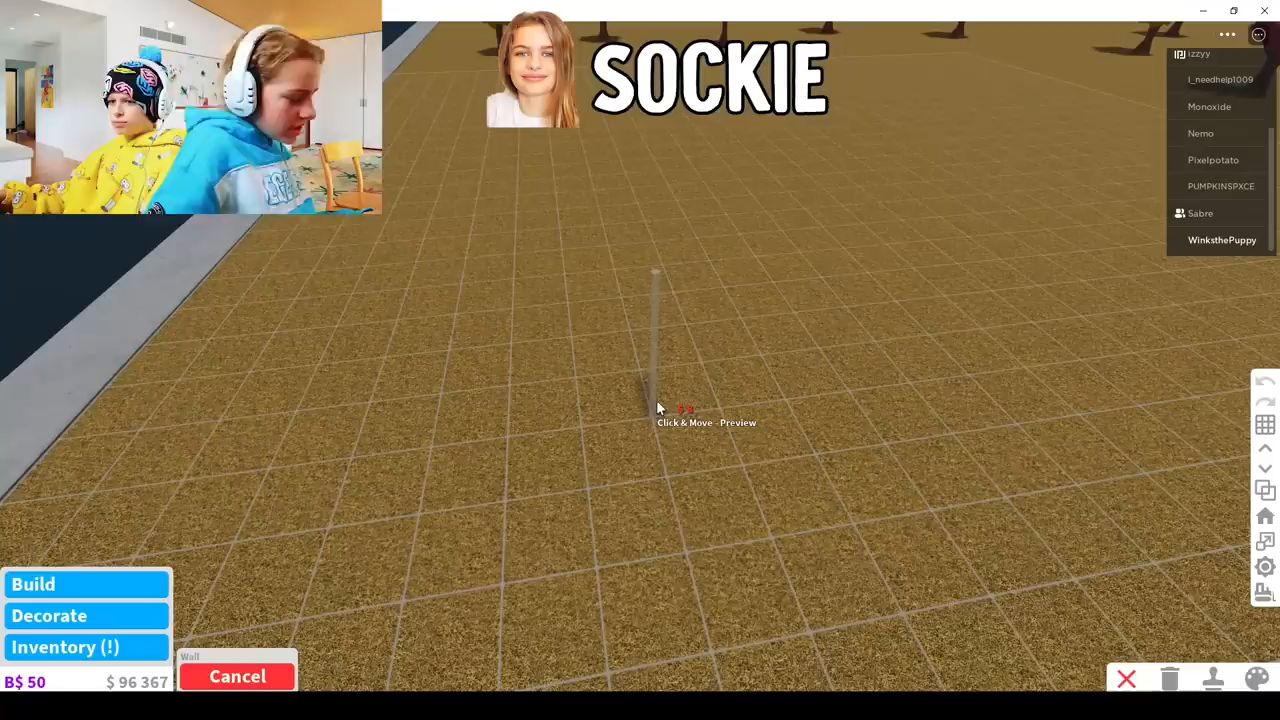 SOCKIE
izzyy
I_needhelp1009
Monoxide
Nemo
Pixelpotato
PUMPKINSPXCE
Sabre
WinksthePuppy
Click & Move - Preview
Build
Decorate
Inventory (!)
B$ 50
$ 96 367
Wall
Cancel